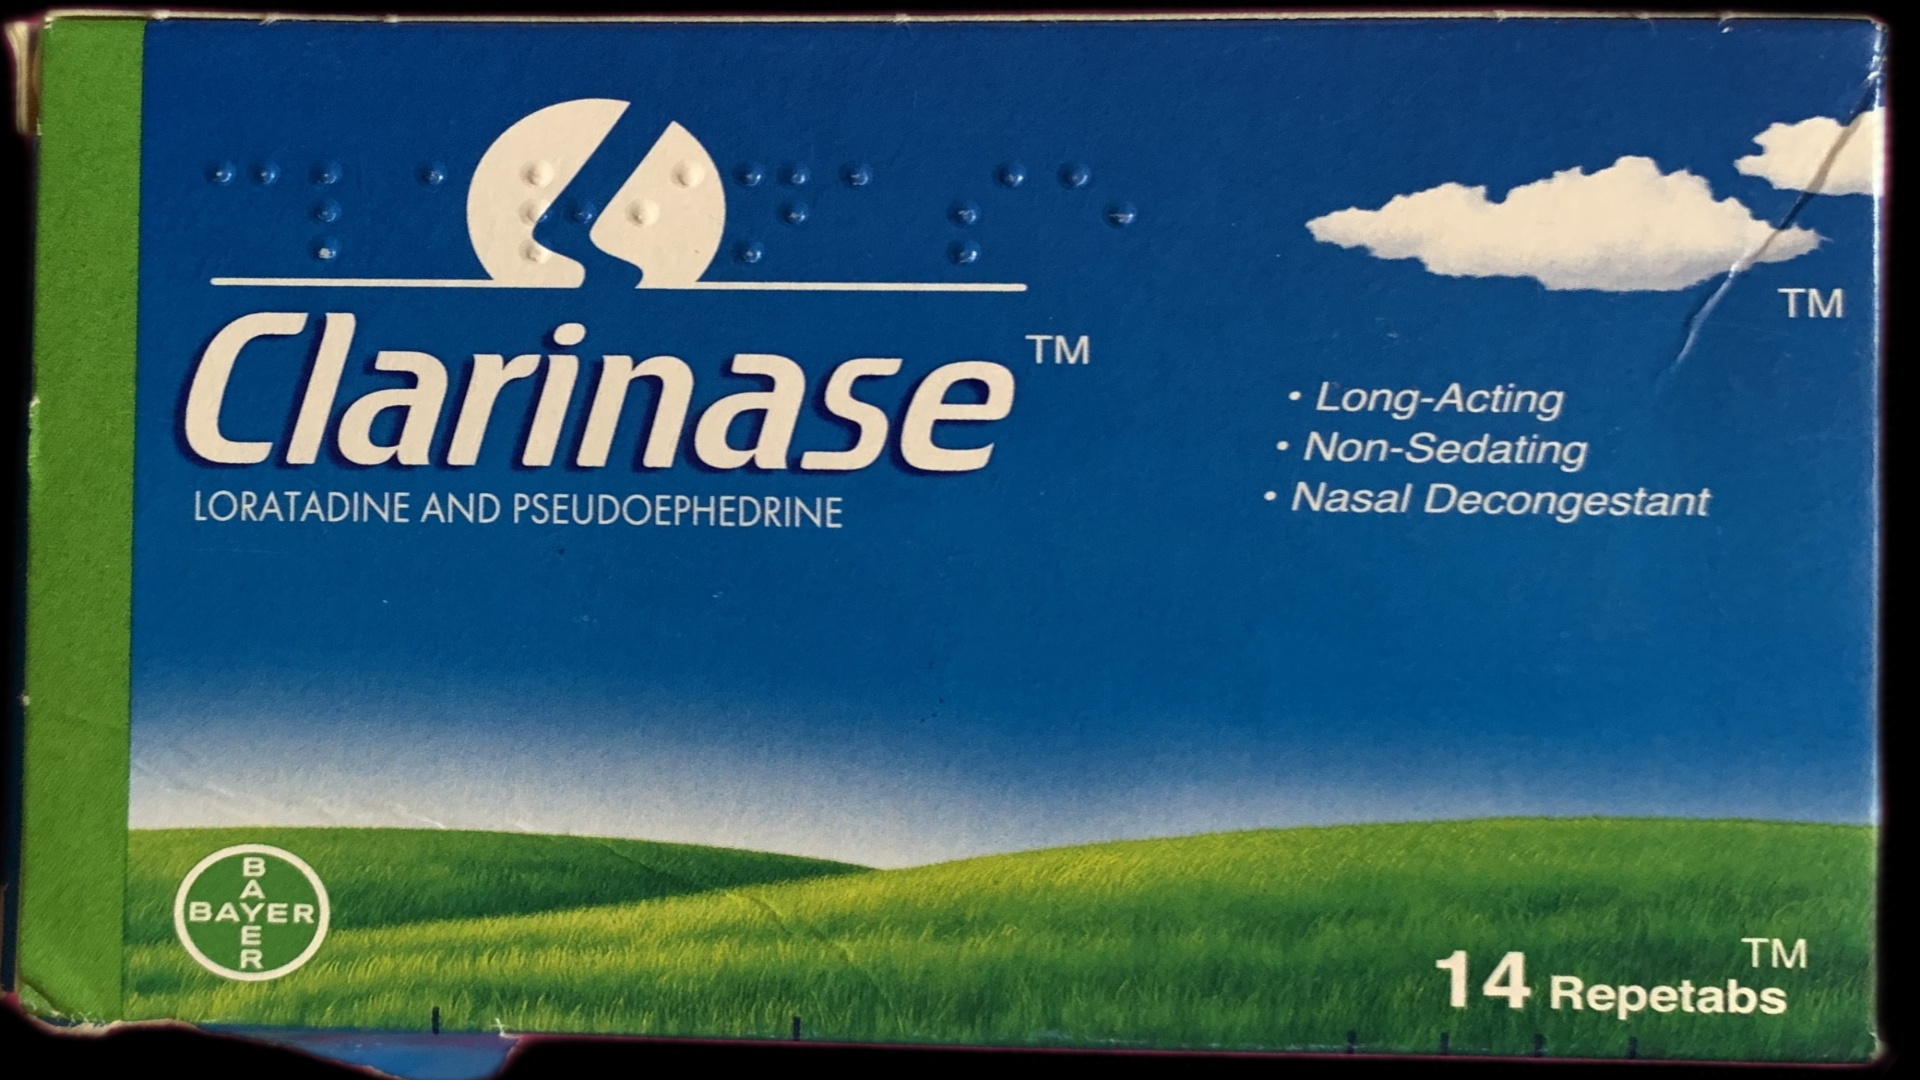 ⠉⠇⠁⠗⠊⠝⠁⠎⠑
Clarinase™
LORATADINE AND PSEUDOEPHEDRINE
TM
• Long-Acting
• Non-Sedating
• Nasal Decongestant
BAYER
BAYER
14 Repetabs™